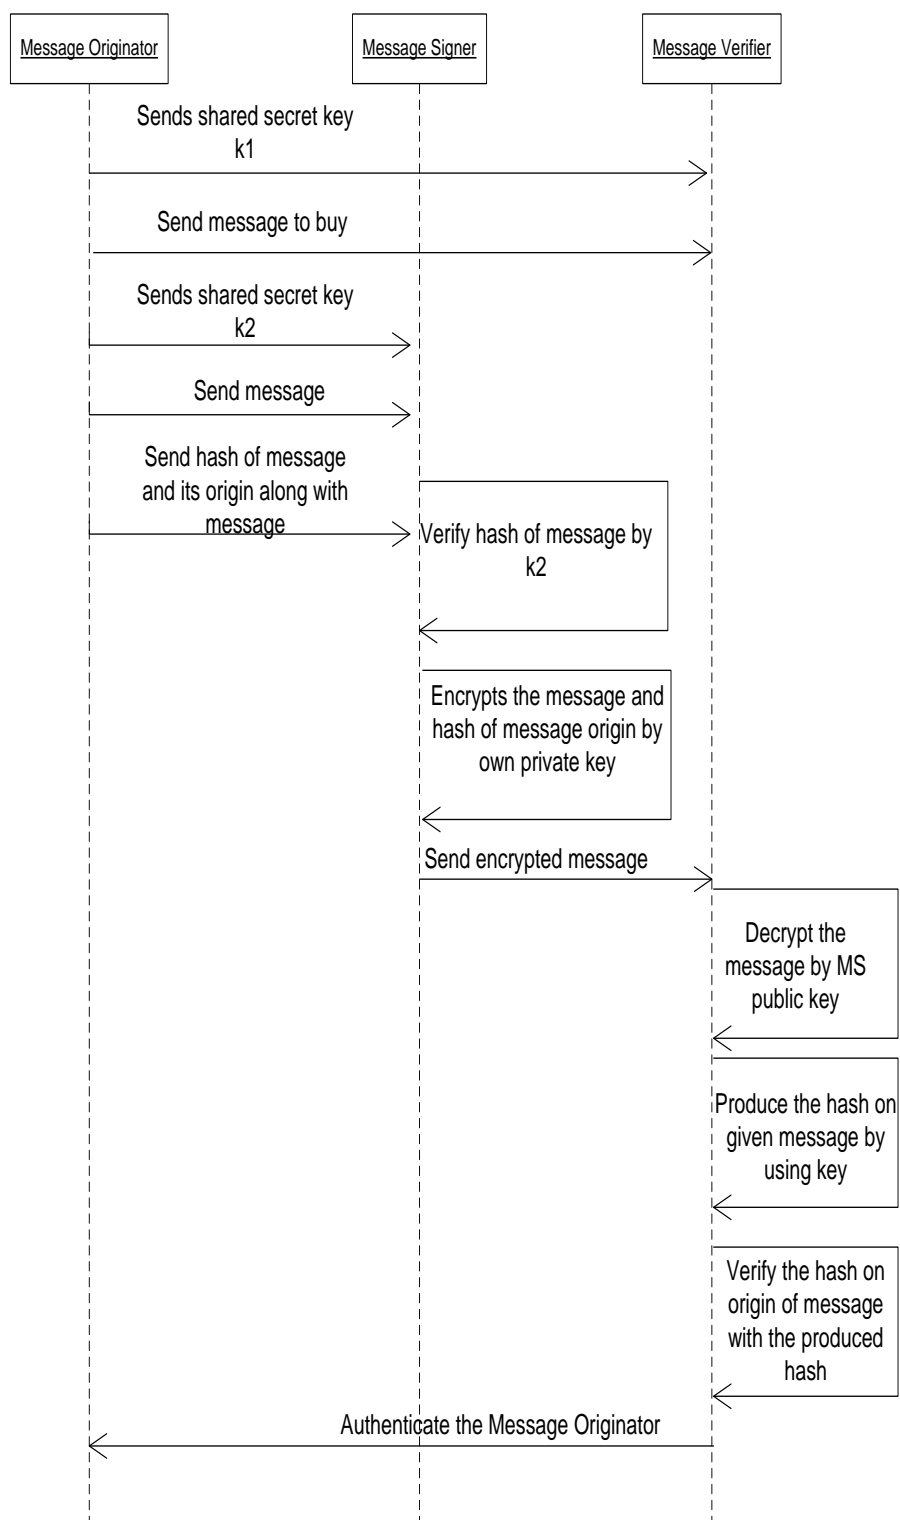 Message Originator
Message Signer
Message Verifier
Sends shared secret key
k1
Send message to buy
Sends shared secret key
k2
Send message
Send hash of message
and its origin along with
message
Verify hash of message by
k2
Encrypts the message and
hash of message origin by
own private key
Send encrypted message
Decrypt the
message by MS
public key
Produce the hash on
given message by
using key
Verify the hash on
origin of message
with the produced
hash
Authenticate the Message Originator